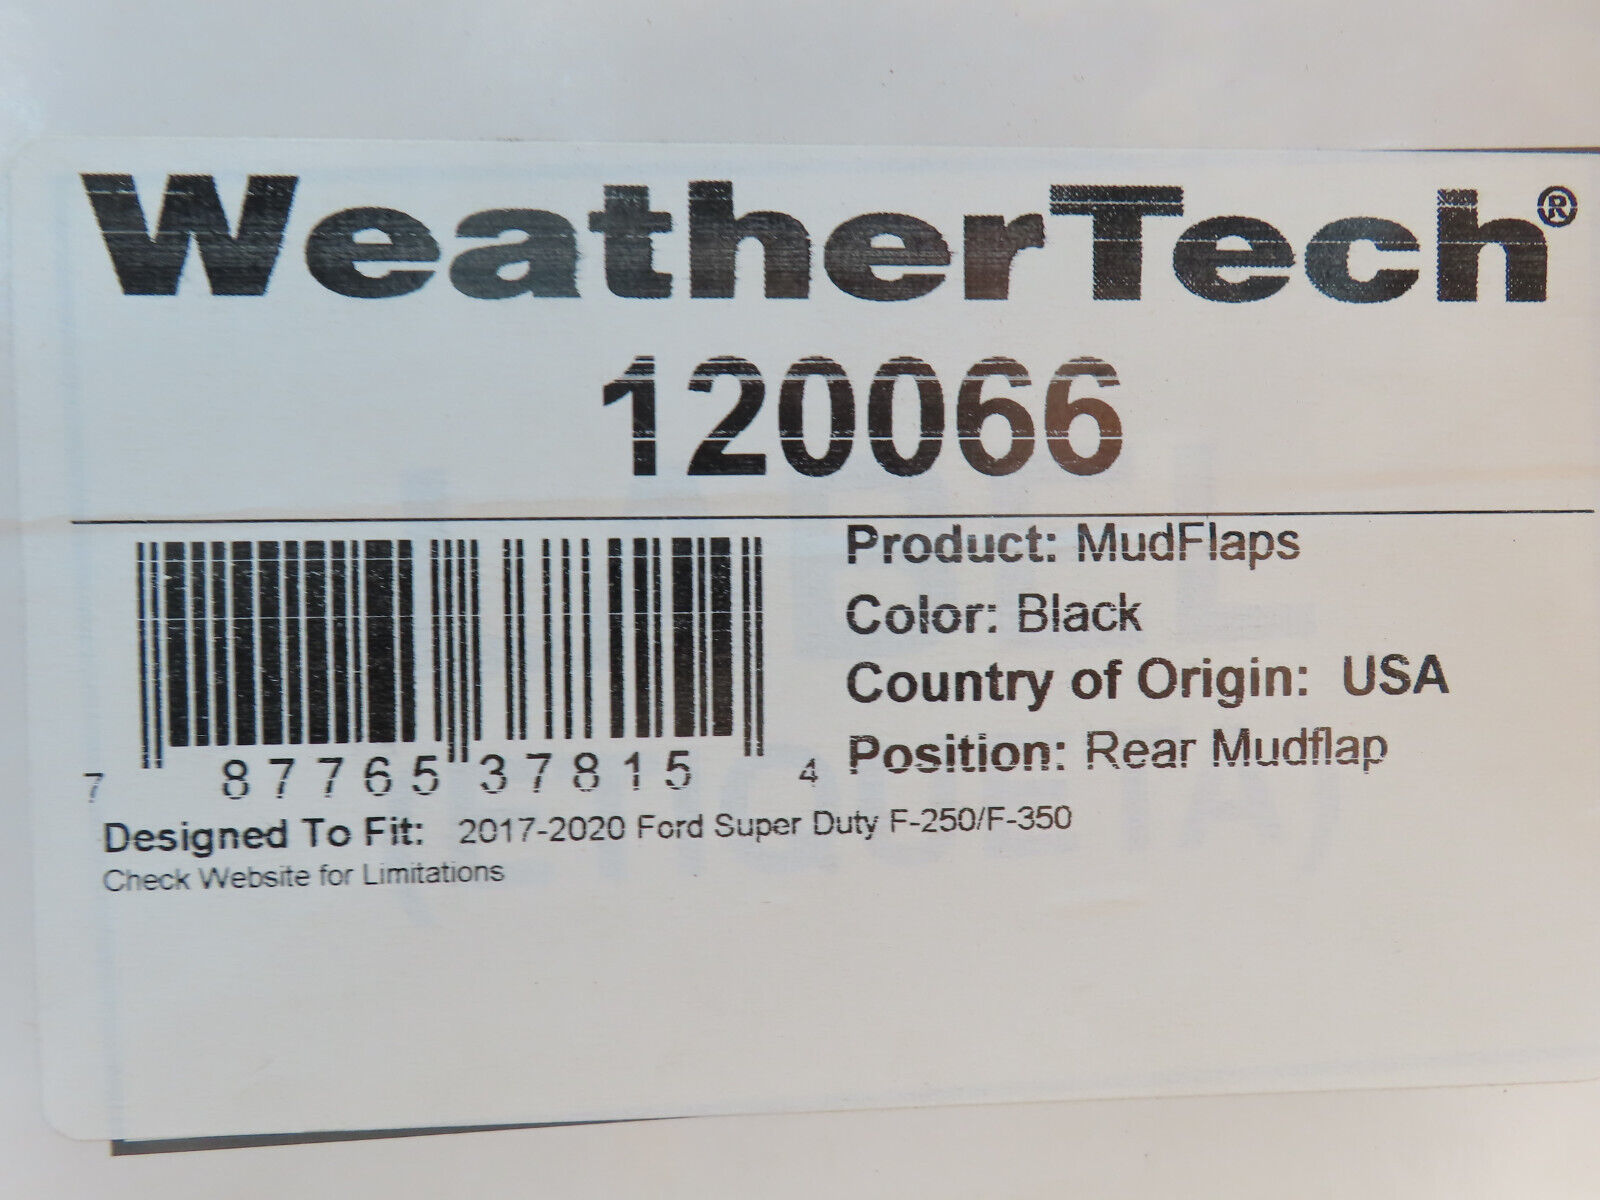 WeatherTech®
120066
Product: MudFlaps
Color: Black
Country of Origin: USA
Position: Rear Mudflap
7 87765 37815 4
Designed To Fit: 2017-2020 Ford Super Duty F-250/F-350
Check Website for Limitations